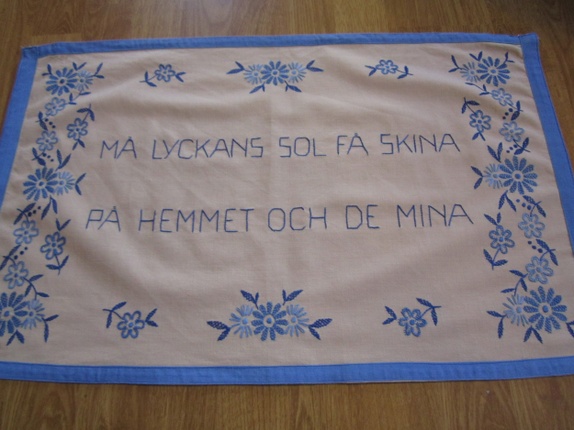 MÅ LYCKANS SOL FÅ SKINA
PÅ HEMMET OCH DE MINA